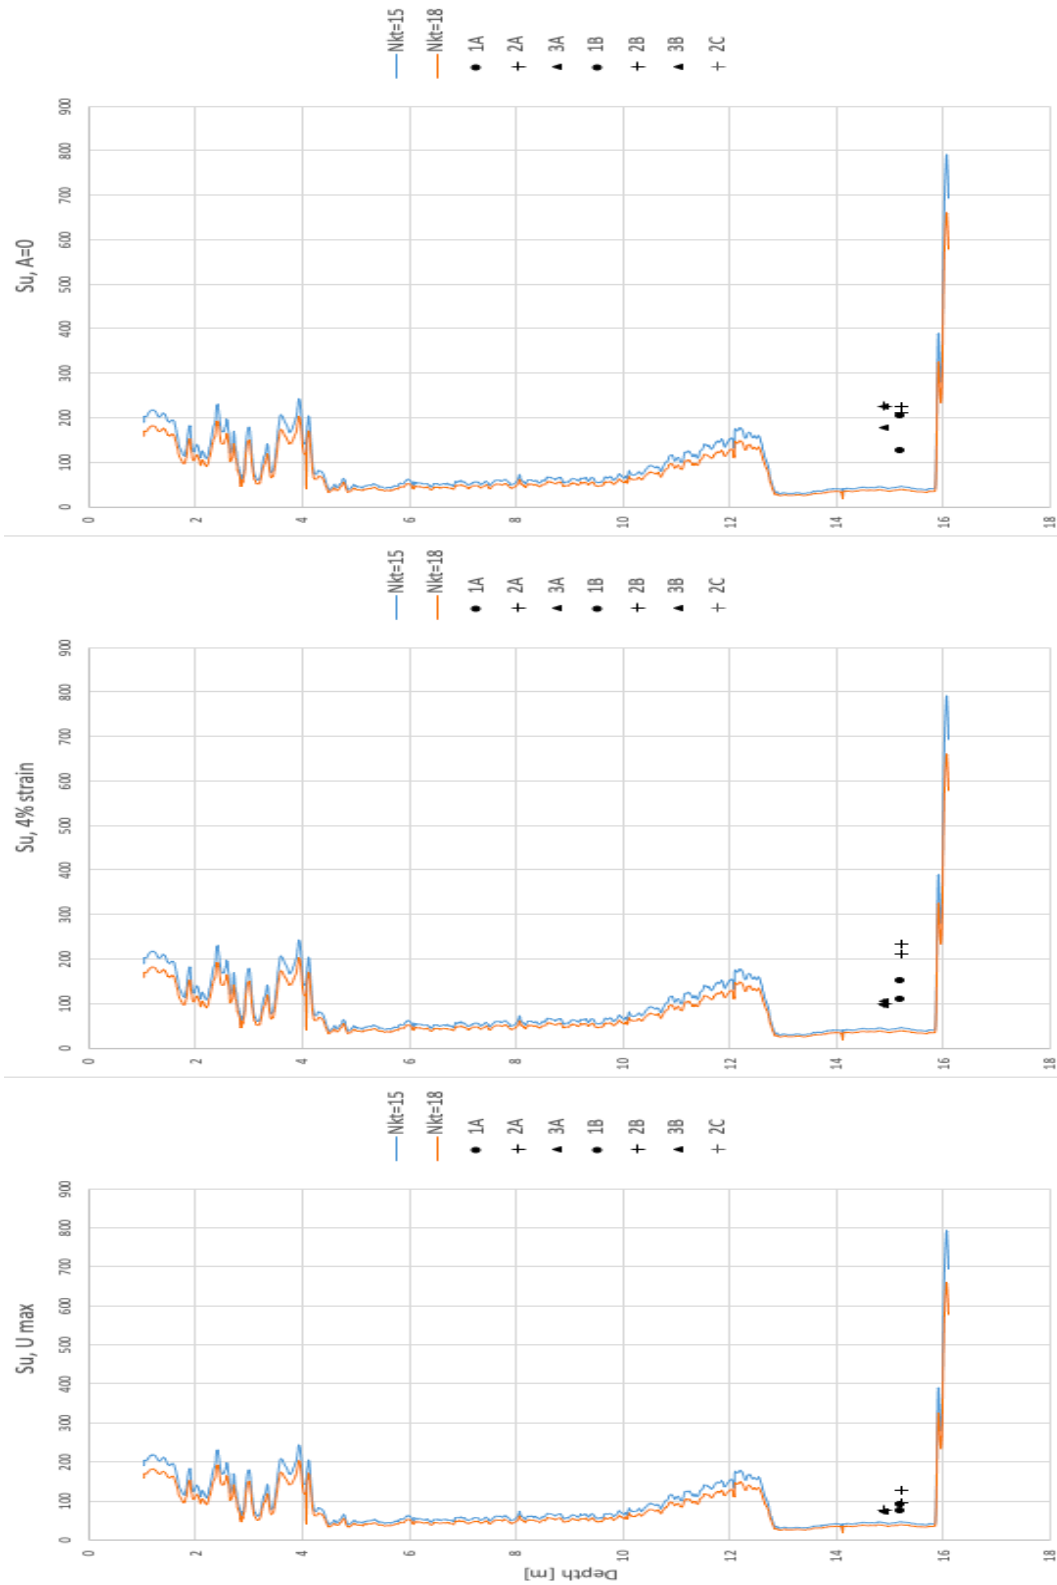 Su, U max
0 100 200 300 400 500 600 700 800 900
0
2
4
6
8
10
12
14
16
18
Depth [m]
Nkt=15
Nkt=18
1A
2A
3A
1B
2B
3B
2C
Su, 4% strain
0 100 200 300 400 500 600 700 800 900
0
2
4
6
8
10
12
14
16
18
Nkt=15
Nkt=18
1A
2A
3A
1B
2B
3B
2C
Su, A=0
0 100 200 300 400 500 600 700 800 900
0
2
4
6
8
10
12
14
16
18
Nkt=15
Nkt=18
1A
2A
3A
1B
2B
3B
2C